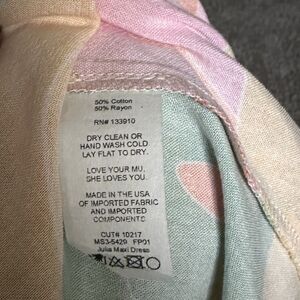 50% Cotton
50% Rayon
RN# 133910
DRY CLEAN OR
HAND WASH COLD
LAY FLAT TO DRY.
LOVE YOUR MU.
SHE LOVES YOU.
MADE IN THE USA
OF IMPORTED FABRIC
AND IMPORTED
COMPONENTS
CUT# 10217
MS3-5429 FP01
Julia Maxi Dress